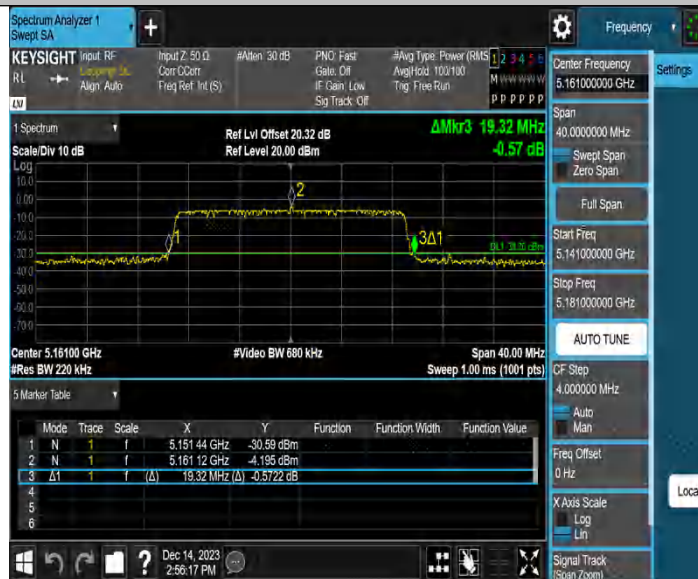 Spectrum Analyzer 1
Swept SA
Frequency
KEYSIGHT
RL
LXI
Input: RF
Coupling: DC
Align: Auto
Input Z: 50 Ω
Corr CCorr
Freq Ref: Int (S)
#Atten: 30 dB
PNO: Fast
Gate: Off
IF Gain: Low
Sig Track: Off
#Avg Type: Power (RMS
Avg|Hold: 100/100
Trig: Free Run
1 2 3 4 5 6
M W W W W W
P P P P P P
1 Spectrum
Scale/Div 10 dB
Ref Lvl Offset 20.32 dB
Ref Level 20.00 dBm
ΔMkr3 19.32 MHz
-0.57 dB
Log
10.0
0.00
-10.0
-20.0
-30.0
-40.0
-50.0
-60.0
-70.0
2
1
3Δ1
Center 5.16100 GHz
#Res BW 220 kHz
#Video BW 680 kHz
Span 40.00 MHz
Sweep 1.00 ms (1001 pts)
5 Marker Table
Mode Trace Scale X Y Function Function Width Function Value
1 N 1 f 5.151 44 GHz -30.59 dBm
2 N 1 f 5.161 12 GHz -4.195 dBm
3 Δ1 1 f (Δ) 19.32 MHz (Δ) -0.5722 dB
4
5
6
?
Dec 14, 2023
2:56:17 PM
Center Frequency
5.161000000 GHz
Span
40.0000000 MHz
Swept Span
Zero Span
Full Span
Start Freq
5.141000000 GHz
Stop Freq
5.181000000 GHz
AUTO TUNE
CF Step
4.000000 MHz
Auto
Man
Freq Offset
0 Hz
X Axis Scale
Log
Lin
Signal Track
(Span Zoom)
Settings
Loca